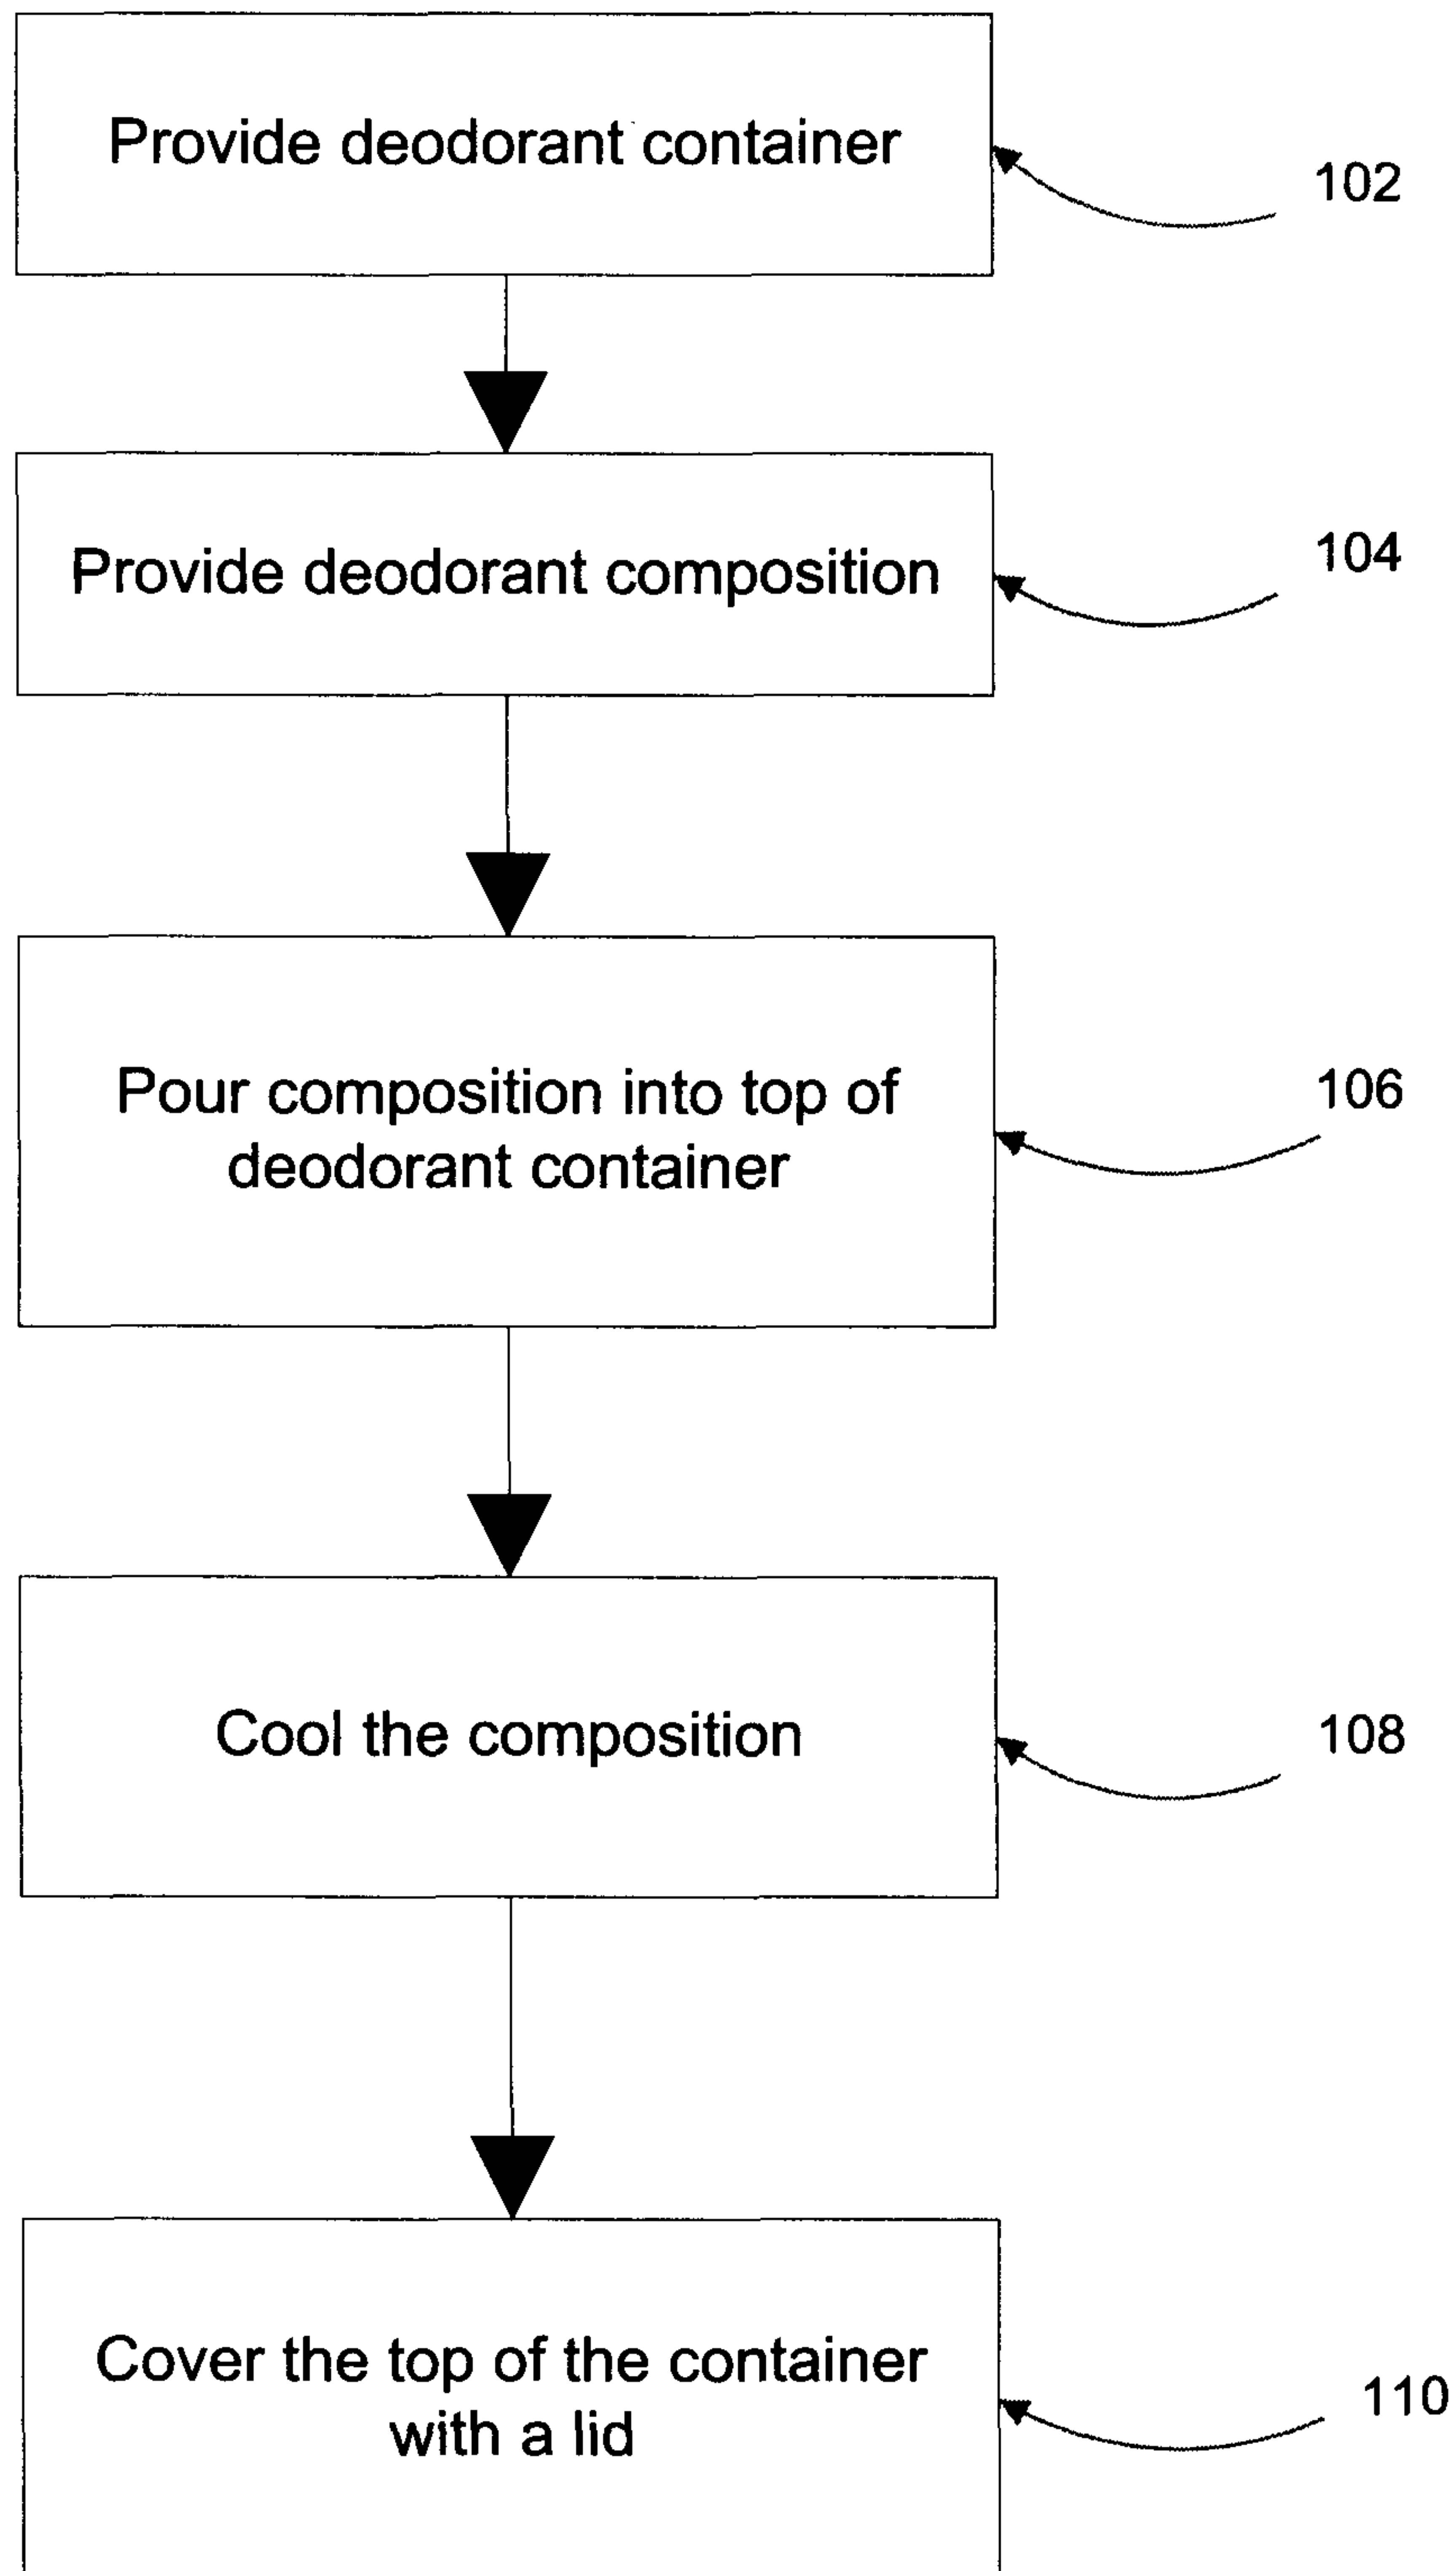 Provide deodorant container
102
Provide deodorant composition
104
Pour composition into top of
deodorant container
106
Cool the composition
108
Cover the top of the container
with a lid
110